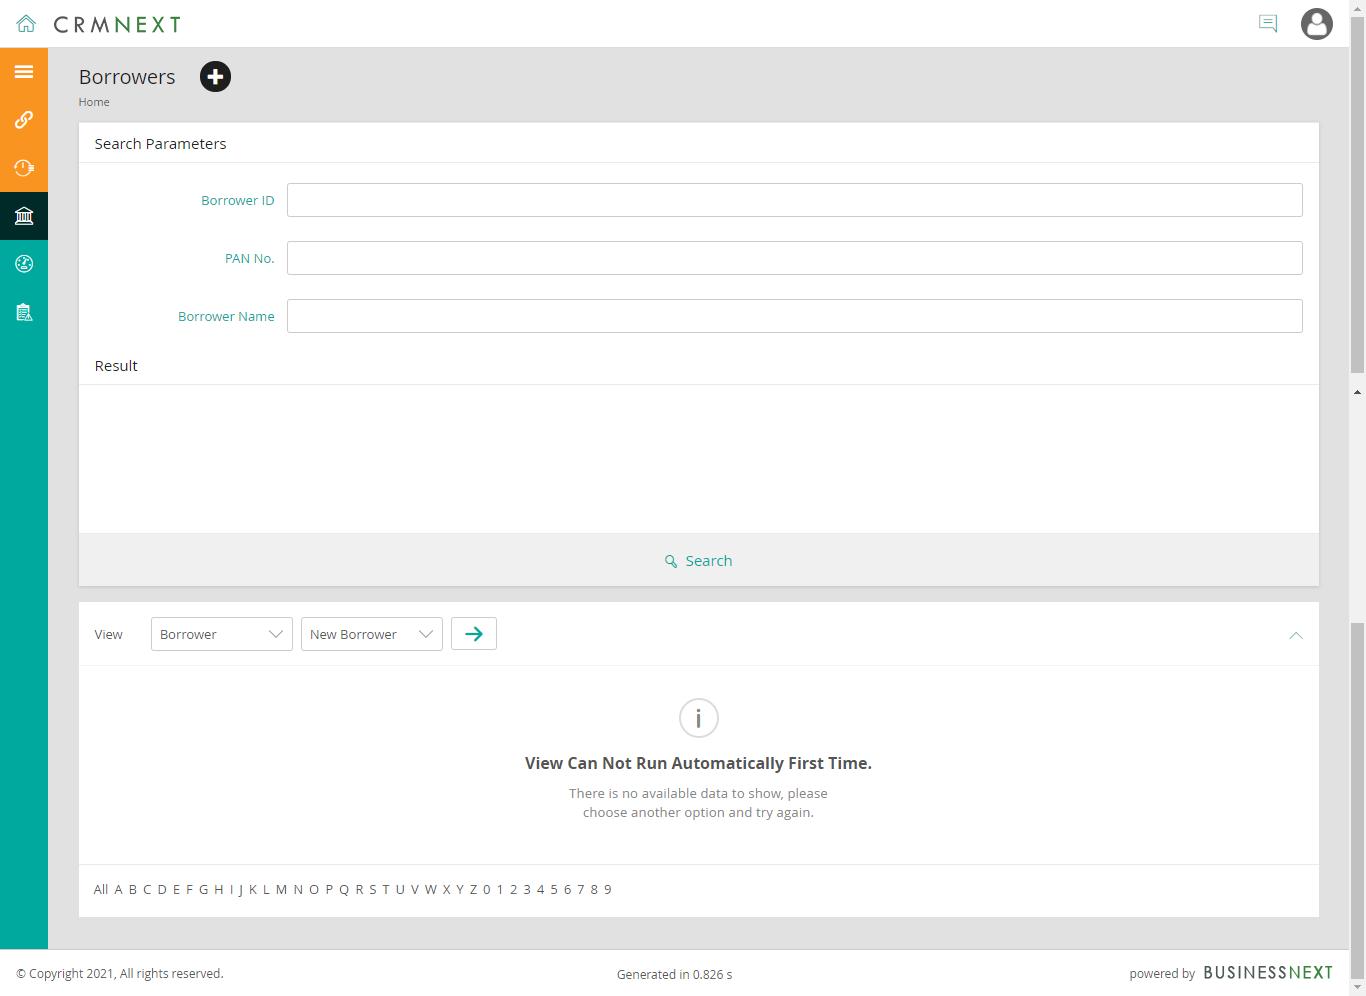 CRMNEXT
Borrowers
Home
Search Parameters
Borrower ID
PAN No.
Borrower Name
Result
Search
View Borrower New Borrower
i
View Can Not Run Automatically First Time.
There is no available data to show, please
choose another option and try again.
All A B C D E F G H I J K L M N O P Q R S T U V W X Y Z 0 1 2 3 4 5 6 7 8 9
© Copyright 2021, All rights reserved. Generated in 0.826 s powered by BUSINESSNEXT